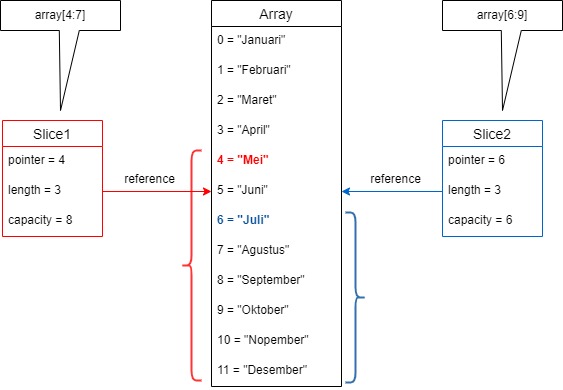 array[4:7]
Array
array[6:9]
0 = "Januari"
1 = "Februari"
2 = "Maret"
3 = "April"
4 = "Mei"
5 = "Juni"
6 = "Juli"
7 = "Agustus"
8 = "September"
9 = "Oktober"
10 = "Nopember"
11 = "Desember"
Slice1
pointer = 4
length = 3
capacity = 8
reference
Slice2
pointer = 6
length = 3
capacity = 6
reference